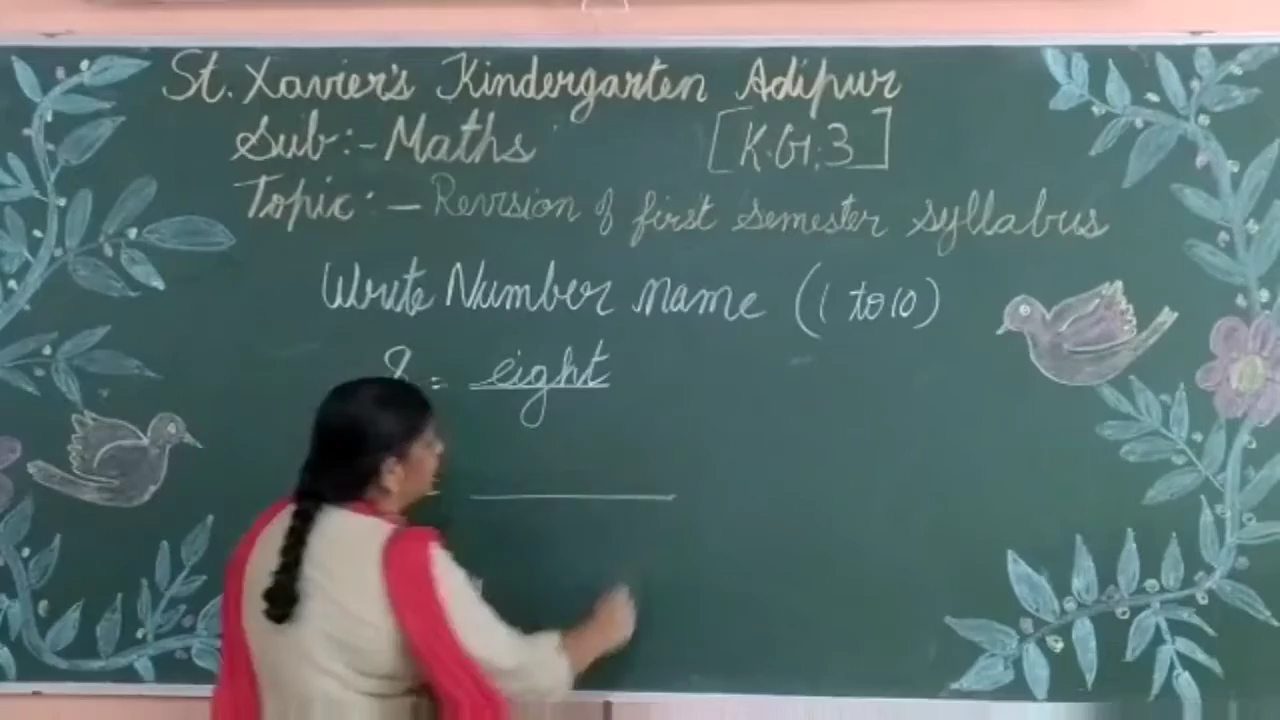 St. Xavier's Kindergarten Adipur
Sub:- Maths [K.G.3]
Topic:- Revision of first semester syllabus
Write Number name (1 to 10)
8 = eight